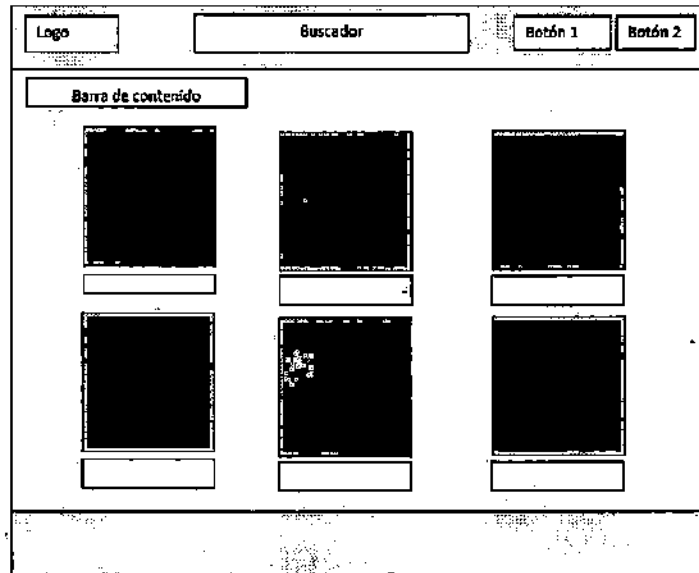 Logo
Buscador
Botón 1
Botón 2
Barra de contenido